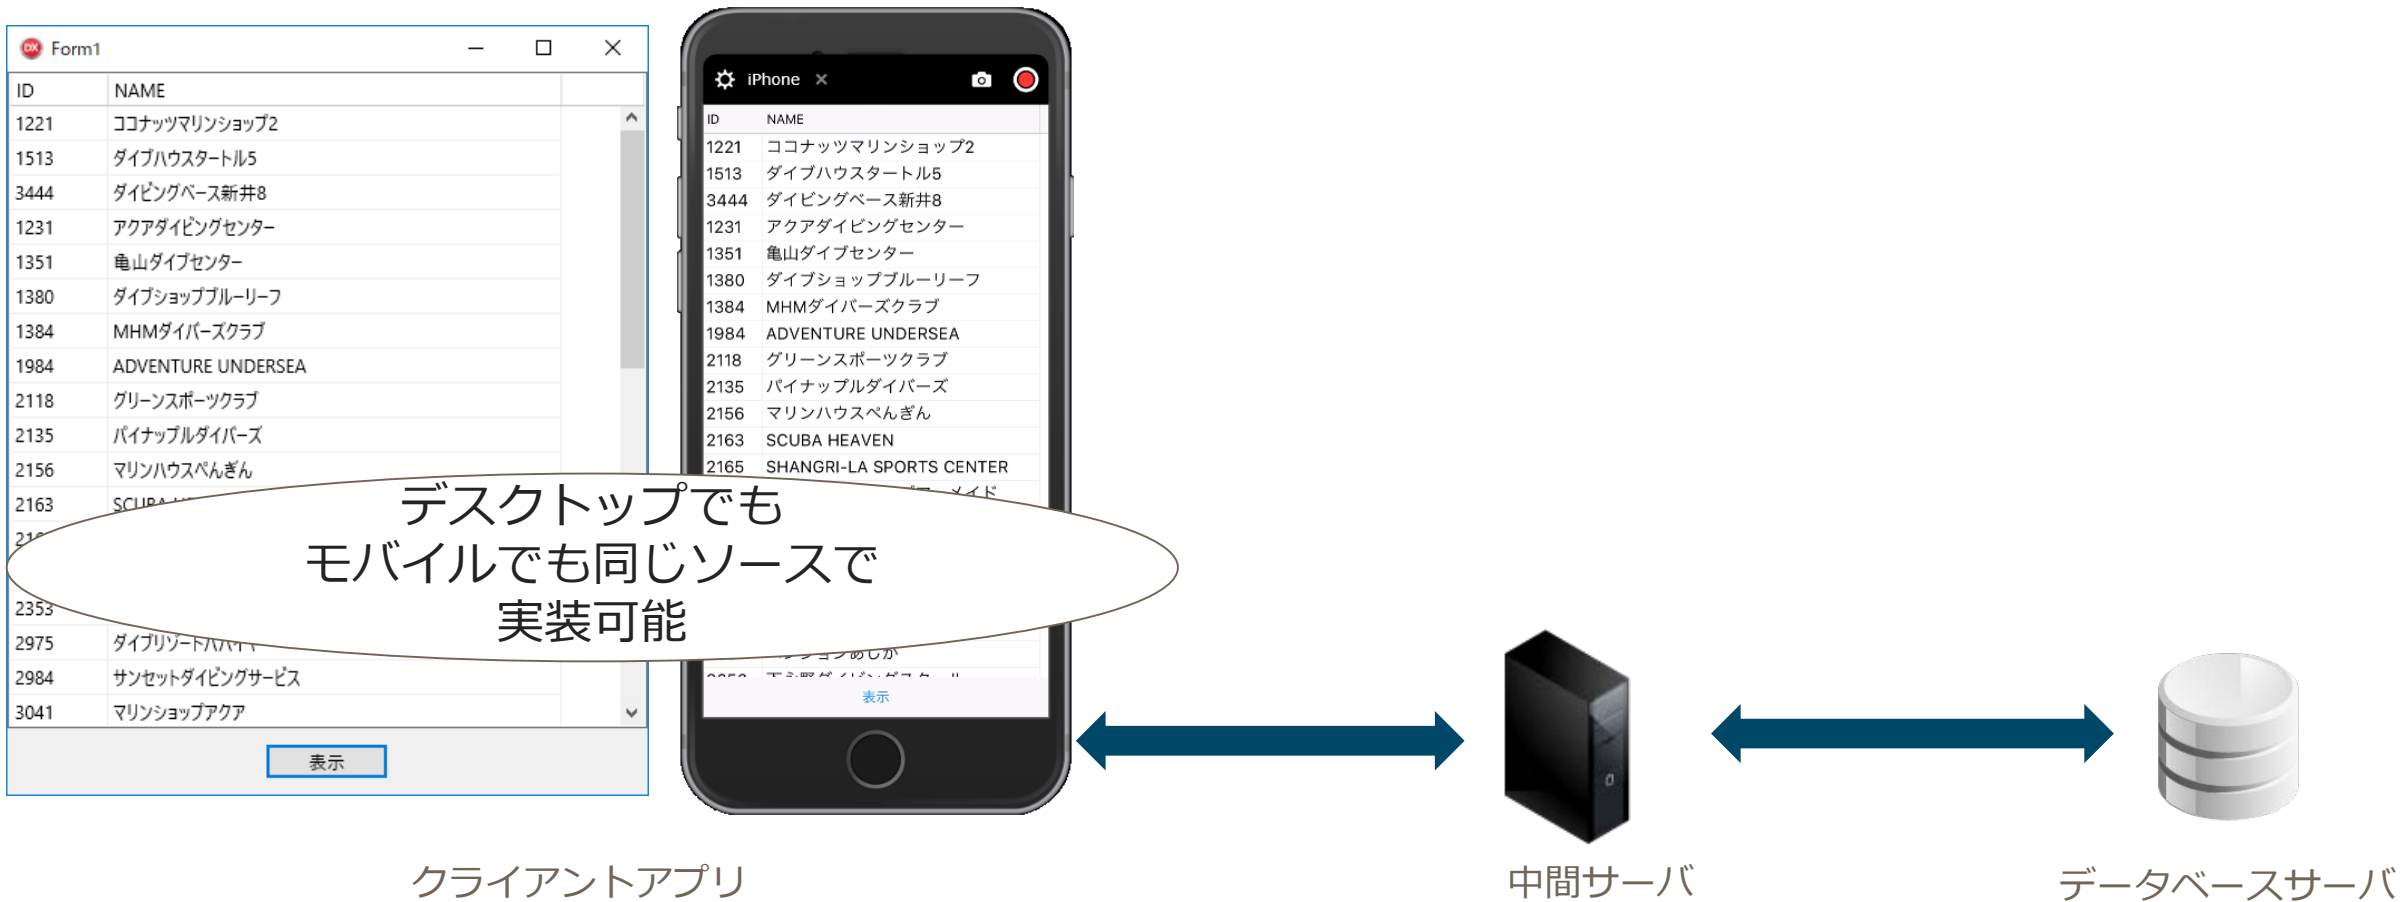 Form1
ID NAME
1221 ココナッツマリンショップ2
1513 ダイブハウスタートル5
3444 ダイビングベース新井8
1231 アクアダイビングセンター
1351 亀山ダイブセンター
1380 ダイブショップブルーリーフ
1384 MHMダイバーズクラブ
1984 ADVENTURE UNDERSEA
2118 グリーンスポーツクラブ
2135 パイナップルダイバーズ
2156 マリンハウスぺんぎん
2163
2353
2975
2984 サンセットダイビングサービス
3041 マリンショップアクア
表示
iPhone
ID NAME
1221 ココナッツマリンショップ2
1513 ダイブハウスタートル5
3444 ダイビングベース新井8
1231 アクアダイビングセンター
1351 亀山ダイブセンター
1380 ダイブショップブルーリーフ
1384 MHMダイバーズクラブ
1984 ADVENTURE UNDERSEA
2118 グリーンスポーツクラブ
2135 パイナップルダイバーズ
2156 マリンハウスぺんぎん
2163 SCUBA HEAVEN
2165 SHANGRI-LA SPORTS CENTER
表示
デスクトップでも
モバイルでも同じソースで
実装可能
クライアントアプリ
中間サーバ
データベースサーバ